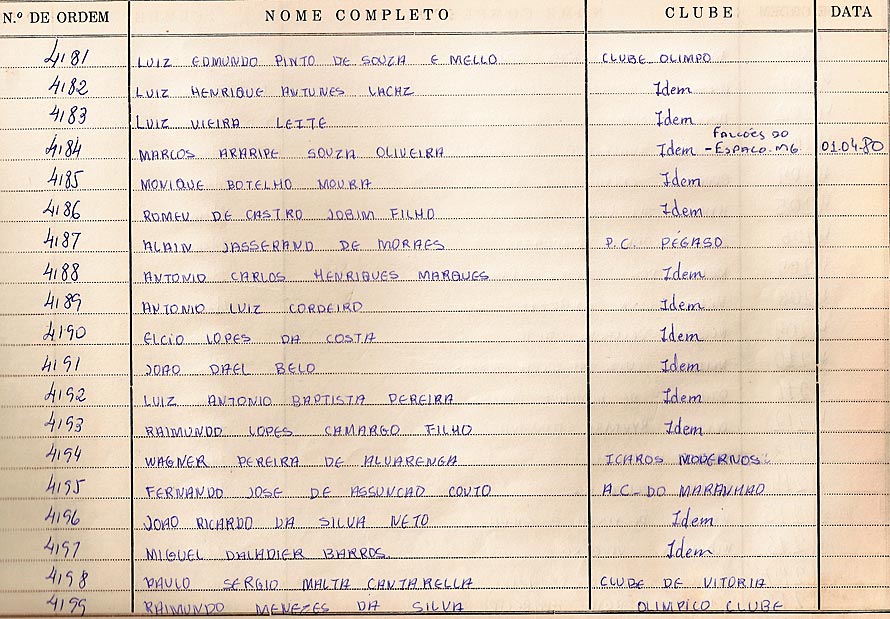 N.º DE ORDEM NOME COMPLETO CLUBE DATA
4181 LUIZ EDMUNDO PINTO DE SOUZA E MELLO CLUBE OLIMPO
4182 LUIZ HENRIQUE ANTUNES LACAZ Idem
4183 LUIZ VIEIRA LEITE Idem
4184 MARCOS ARARIPE SOUZA OLIVEIRA Idem - FALCÕES DO ESPAÇO-MG 01.04.80
4185 MONIQUE BOTELHO MOURA Idem
4186 ROMEU DE CASTRO JOBIM FILHO Idem
4187 ALAIN JASSERAND DE MORAES P.C. PÉGASO
4188 ANTONIO CARLOS HENRIQUES MARQUES Idem
4189 ANTONIO LUIZ CORDEIRO Idem
4190 ELCIO LOPES DA COSTA Idem
4191 JOAO DAEL BELO Idem
4192 LUIZ ANTONIO BAPTISTA PEREIRA Idem
4193 RAIMUNDO LOPES CAMARGO FILHO Idem
4194 WAGNER PEREIRA DE ALVARENGA ICAROS MODERNOS
4195 FERNANDO JOSE DE ASSUNCAO COUTO A.C. DO MARANHAO
4196 JOAO RICARDO DA SILVA NETO Idem
4197 MIGUEL DALADIER BARROS Idem
4198 PAULO SERGIO MALTA CANTARELLA CLUBE DE VITORIA
4199 RAIMUNDO MENEZES DA SILVA OLIMPICO CLUBE